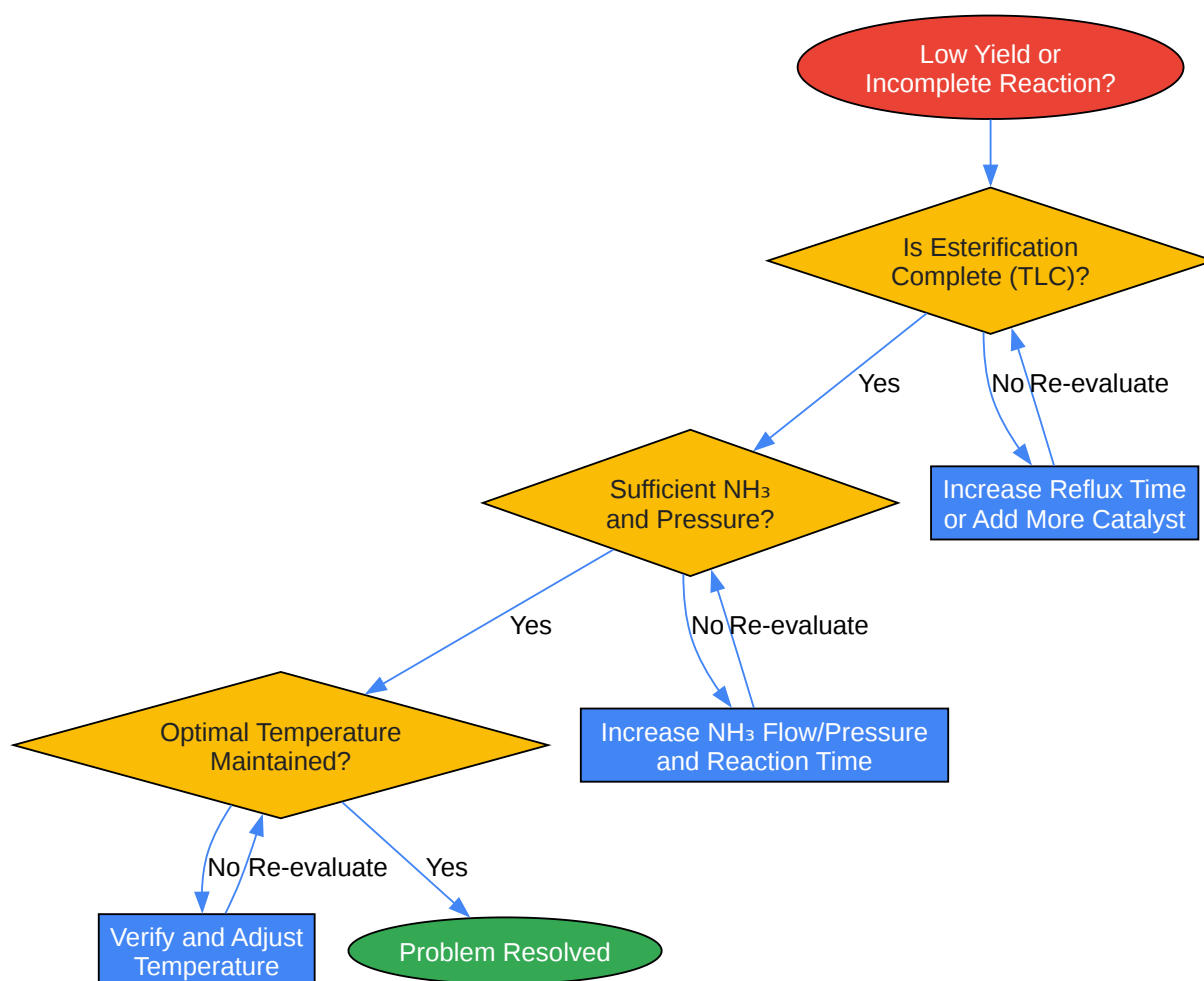 Low Yield or
Incomplete Reaction?
Is Esterification
Complete (TLC)?
Yes
No
Re-evaluate
Increase Reflux Time
or Add More Catalyst
Sufficient NH₃
and Pressure?
Yes
No
Re-evaluate
Increase NH₃ Flow/Pressure
and Reaction Time
Optimal Temperature
Maintained?
No
Re-evaluate
Yes
Verify and Adjust
Temperature
Problem Resolved